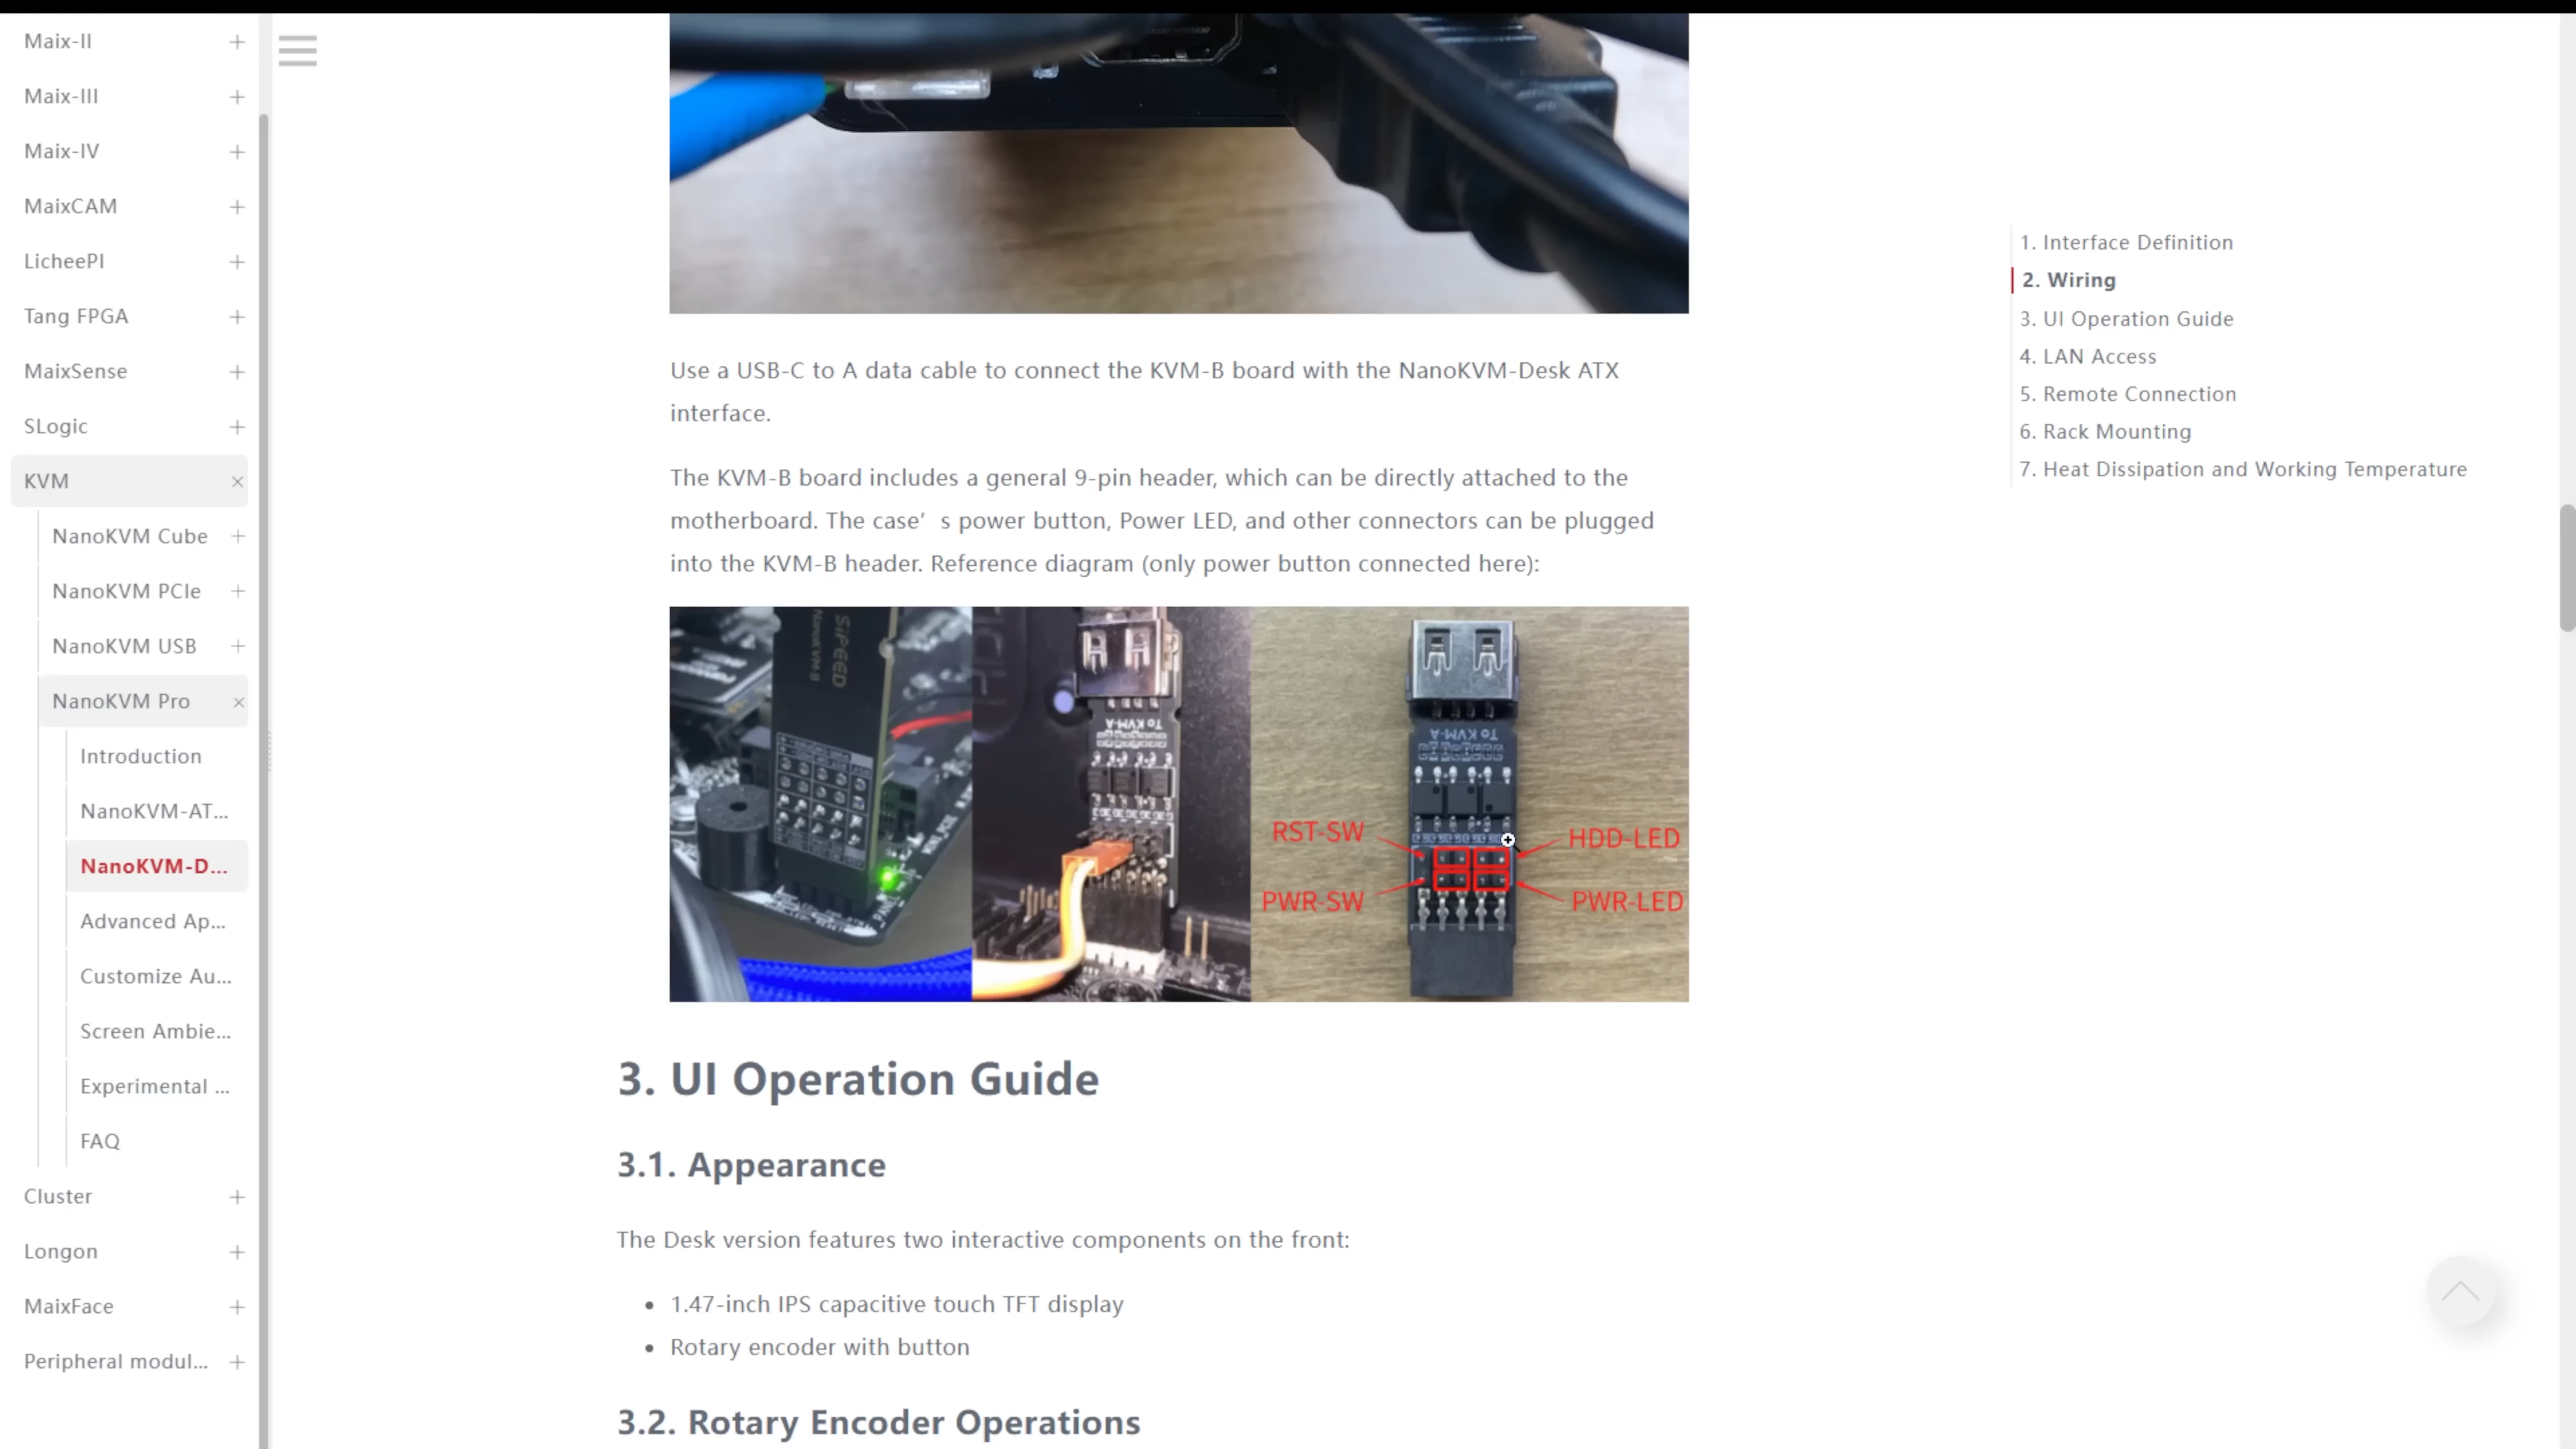 Maix-II
Maix-III
Maix-IV
MaixCAM
LicheePI
Tang FPGA
MaixSense
SLogic
KVM
NanoKVM Cube
NanoKVM PCIe
NanoKVM USB
NanoKVM Pro
Introduction
NanoKVM-AT...
NanoKVM-D...
Advanced Ap...
Customize Au...
Screen Ambie...
Experimental ...
FAQ
Cluster
Longon
MaixFace
Peripheral modul...
Use a USB-C to A data cable to connect the KVM-B board with the NanoKVM-Desk ATX
interface.
The KVM-B board includes a general 9-pin header, which can be directly attached to the
motherboard. The case’ s power button, Power LED, and other connectors can be plugged
into the KVM-B header. Reference diagram (only power button connected here):
SiPEED
NanoKVM-B
To KVM-A
To KVM-A
RST-SW
HDD-LED
PWR-SW
PWR-LED
3. UI Operation Guide
3.1. Appearance
The Desk version features two interactive components on the front:
• 1.47-inch IPS capacitive touch TFT display
• Rotary encoder with button
3.2. Rotary Encoder Operations
1. Interface Definition
2. Wiring
3. UI Operation Guide
4. LAN Access
5. Remote Connection
6. Rack Mounting
7. Heat Dissipation and Working Temperature